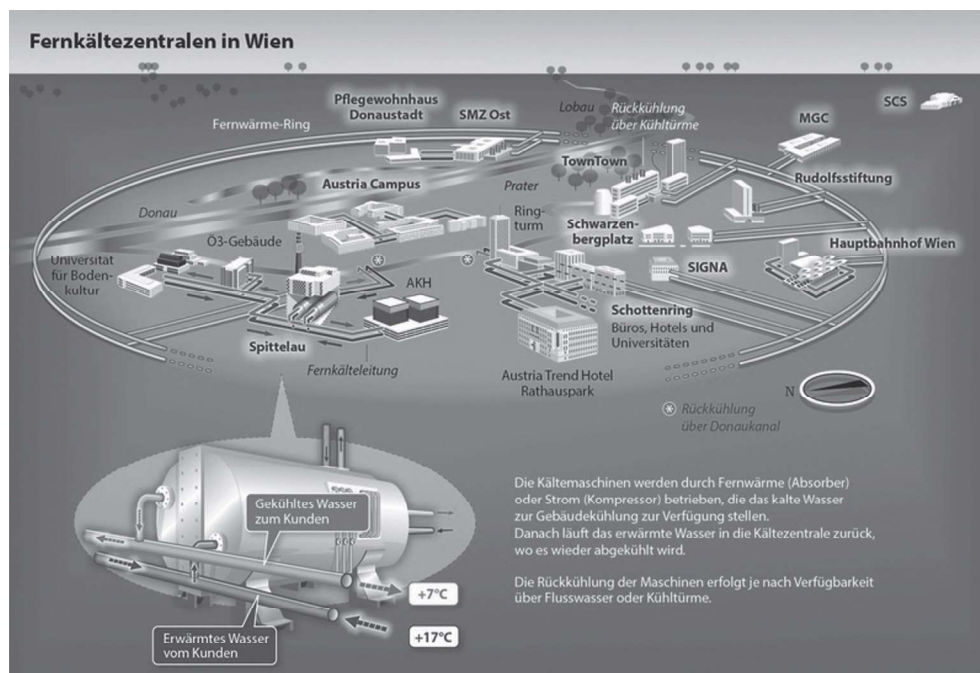 Fernkältezentralen in Wien
Pflegewohnhaus
Donaustadt
SMZ Ost
Lobau
Rückkühlung
über Kühltürme
MGC
SCS
Fernwärme-Ring
TownTown
Austria Campus
Prater
Rudolfsstiftung
Donau
Ring-
turm
Schwarzen-
bergplatz
Ö3-Gebäude
Hauptbahnhof Wien
Universität
für Boden-
kultur
AKH
SIGNA
Schottenring
Büros, Hotels und
Universitäten
Spittelau
Fernkälteleitung
Austria Trend Hotel
Rathauspark
N
Rückkühlung
über Donaukanal
Gekühltes Wasser
zum Kunden
+7°C
+17°C
Erwärmtes Wasser
vom Kunden
Die Kältemaschinen werden durch Fernwärme (Absorber)
oder Strom (Kompressor) betrieben, die das kalte Wasser
zur Gebäudekühlung zur Verfügung stellen.
Danach läuft das erwärmte Wasser in die Kältezentrale zurück,
wo es wieder abgekühlt wird.
Die Rückkühlung der Maschinen erfolgt je nach Verfügbarkeit
über Flusswasser oder Kühltürme.